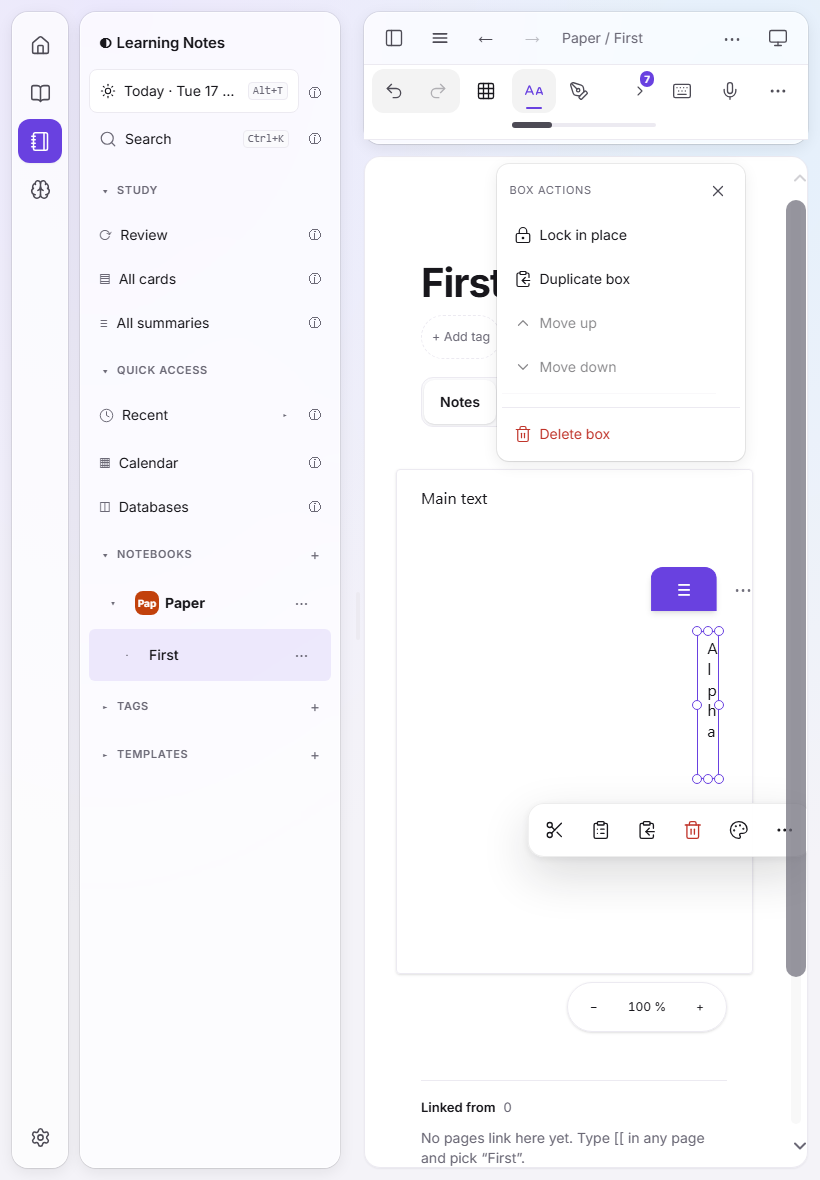 Learning Notes
Today · Tue 17 ... Alt+T
Search Ctrl+K
STUDY
Review
All cards
All summaries
QUICK ACCESS
Recent
Calendar
Databases
NOTEBOOKS
Pap Paper
First
TAGS
TEMPLATES
Paper / First
AA
7
BOX ACTIONS
Lock in place
Duplicate box
Move up
Move down
Delete box
First
+ Add tag
Notes
Main text
A
l
p
h
a
− 100 % +
Linked from 0
No pages link here yet. Type [[ in any page
and pick “First”.